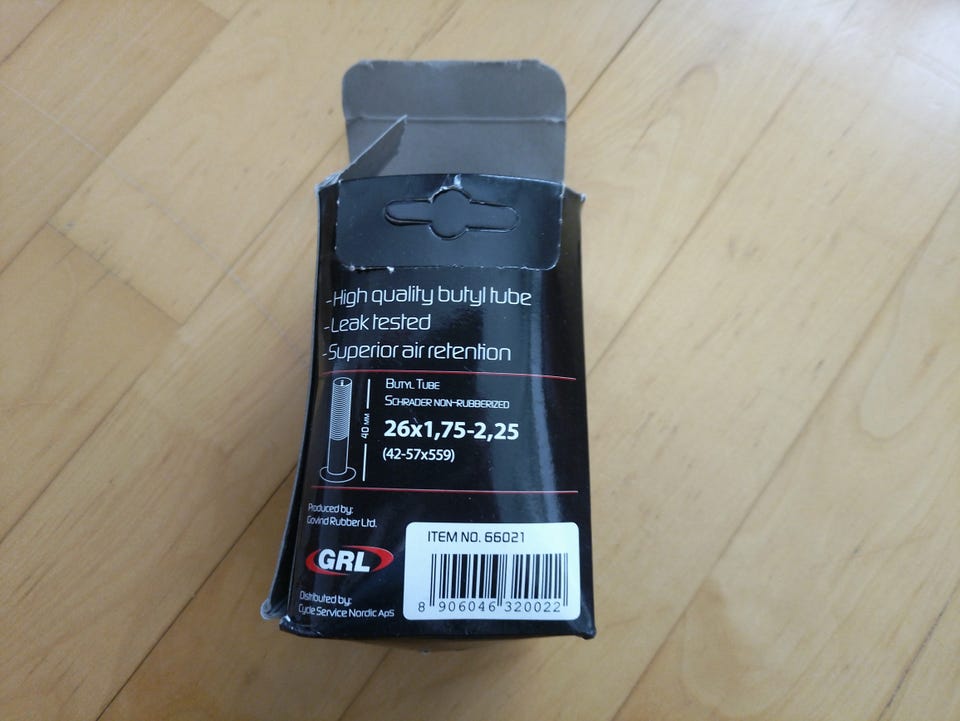 -High quality butyl tube
-Leak tested
-Superior air retention
40 MM
BUTYL TUBE
SCHRADER NON-RUBBERIZED
26x1,75-2,25
(42-57x559)
Produced by:
Govind Rubber Ltd.
GRL
Distributed by:
Cycle Service Nordic ApS
ITEM NO. 66021
8 906046 320022